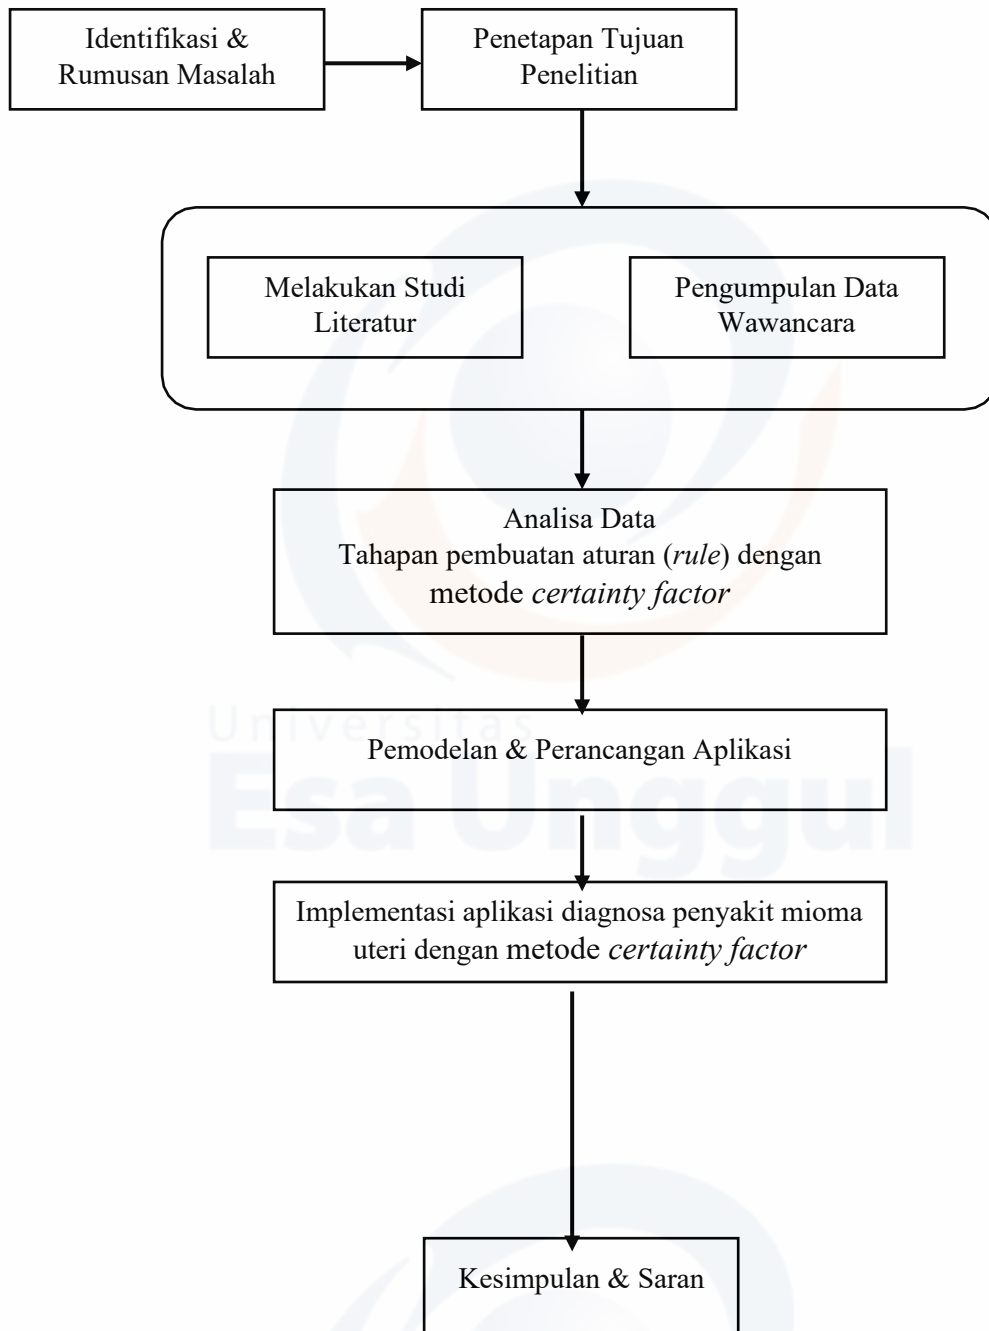 Identifikasi &
Rumusan Masalah
Penetapan Tujuan
Penelitian
Melakukan Studi
Literatur
Pengumpulan Data
Wawancara
Analisa Data
Tahapan pembuatan aturan (rule) dengan
metode certainty factor
Universitas
Esa Unggul
Pemodelan & Perancangan Aplikasi
Implementasi aplikasi diagnosa penyakit mioma
uteri dengan metode certainty factor
Kesimpulan & Saran